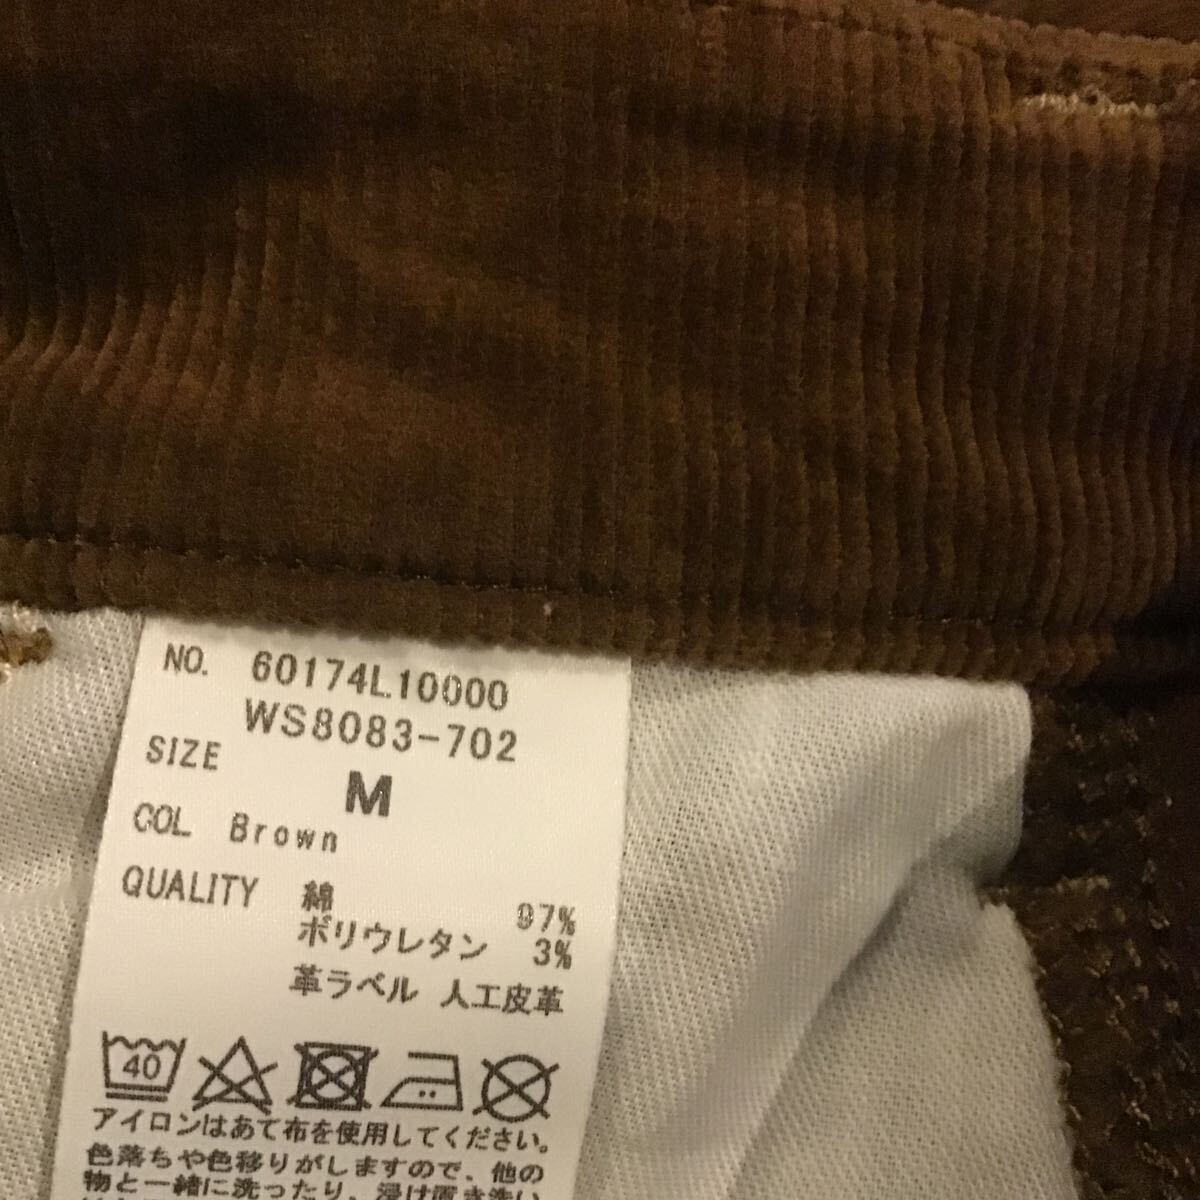 NO. 60174L10000
WS8083-702
SIZE M
COL Brown
QUALITY 綿 97%
ポリウレタン 3%
革ラベル 人工皮革
40
アイロンはあて布を使用してください。
色落ちや色移りがしますので、他の
物と一緒に洗ったり、浸け置き洗い